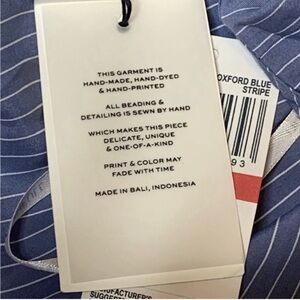 THIS GARMENT IS
HAND-MADE, HAND-DYED
& HAND-PRINTED
ALL BEADING &
DETAILING IS SEWN BY HAND
WHICH MAKES THIS PIECE
DELICATE, UNIQUE
& ONE-OF-A-KIND
PRINT & COLOR MAY
FADE WITH TIME
MADE IN BALI, INDONESIA
OXFORD BLUE
STRIPE
93